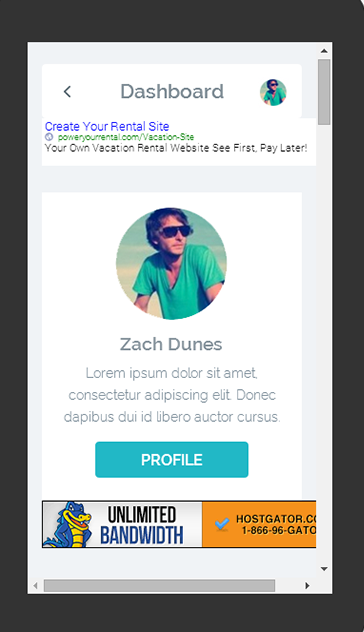 Dashboard
Create Your Rental Site
poweryourrental.com/Vacation-Site
Your Own Vacation Rental Website See First, Pay Later!
Zach Dunes
Lorem ipsum dolor sit amet,
consectetur adipiscing elit. Donec
dapibus dui id libero auctor cursus.
PROFILE
UNLIMITED
BANDWIDTH
HOSTGATOR.CO
1-866-96-GATO